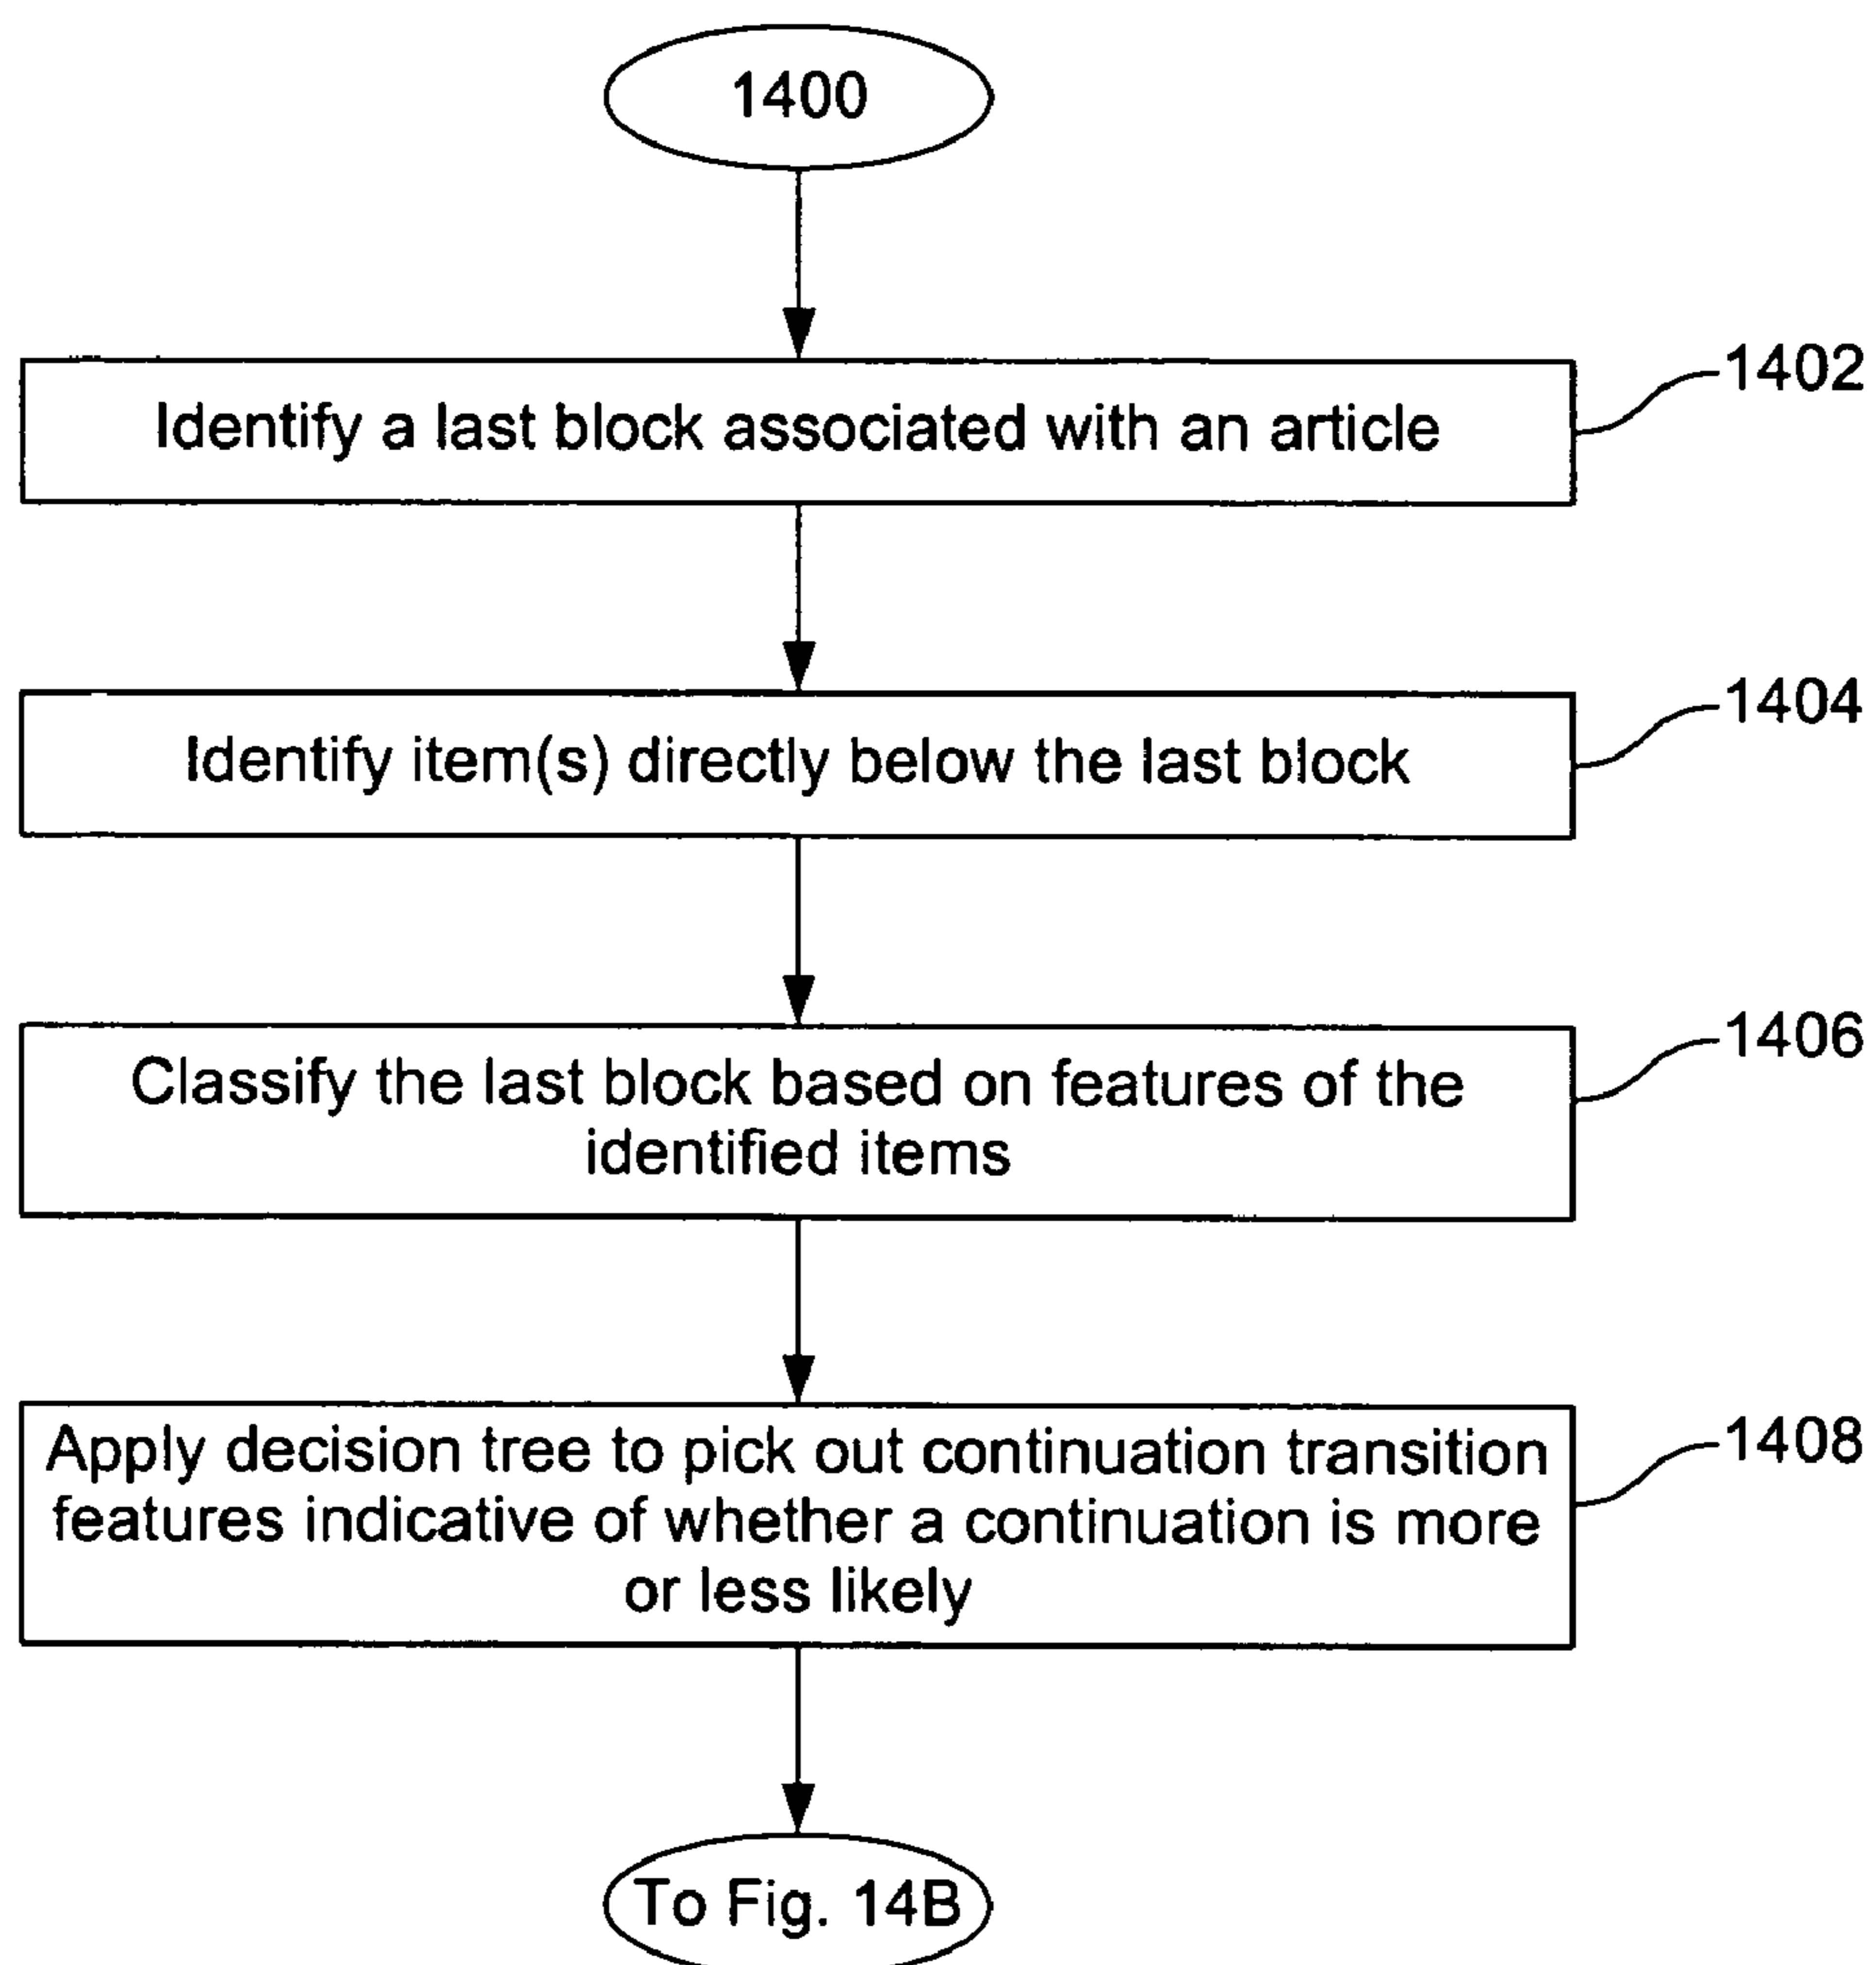 1400
Identify a last block associated with an article
1402
Identify item(s) directly below the last block
1404
Classify the last block based on features of the
identified items
1406
Apply decision tree to pick out continuation transition
features indicative of whether a continuation is more
or less likely
1408
To Fig. 14B